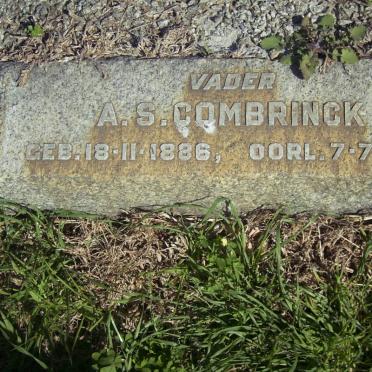 VADER
A.S. COMBRINCK
GEB. 18-11-1886, OORL. 7-7